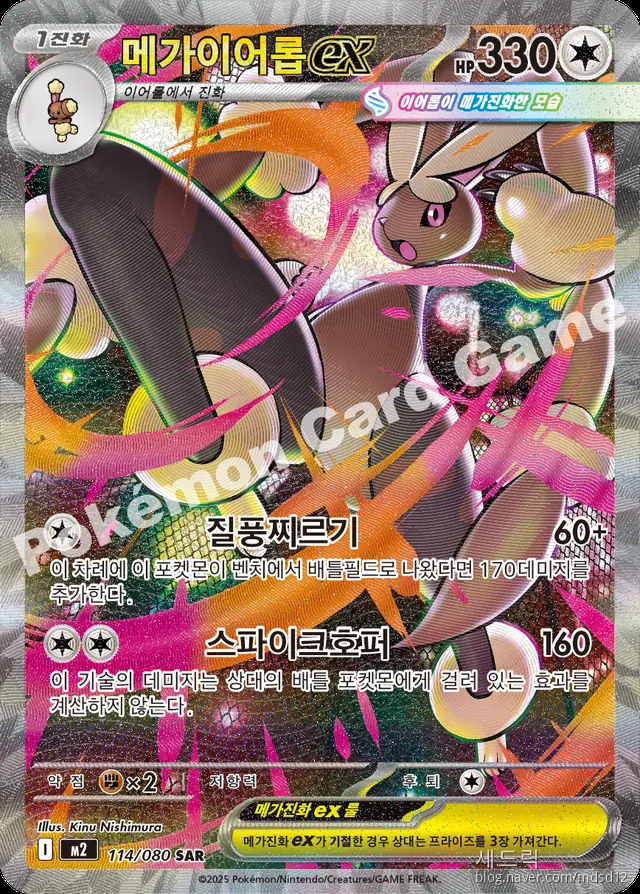 1진화
메가이어롭 ex
HP 330
이어롤에서 진화
이어롭이 메가진화한 모습
Pokémon Card Game
질풍찌르기 60+
이 차례에 이 포켓몬이 벤치에서 배틀필드로 나왔다면 170데미지를
추가한다.
스파이크호퍼 160
이 기술의 데미지는 상대의 배틀 포켓몬에게 걸려 있는 효과를
계산하지 않는다.
약점 ×2 저항력 후퇴
메가진화 ex 룰
메가진화 ex가 기절한 경우 상대는 프라이즈를 3장 가져간다.
Illus. Kinu Nishimura
I M2 114/080 SAR
세드릭
blog.naver.com/mdsd12
©2025 Pokémon/Nintendo/Creatures/GAME FREAK.